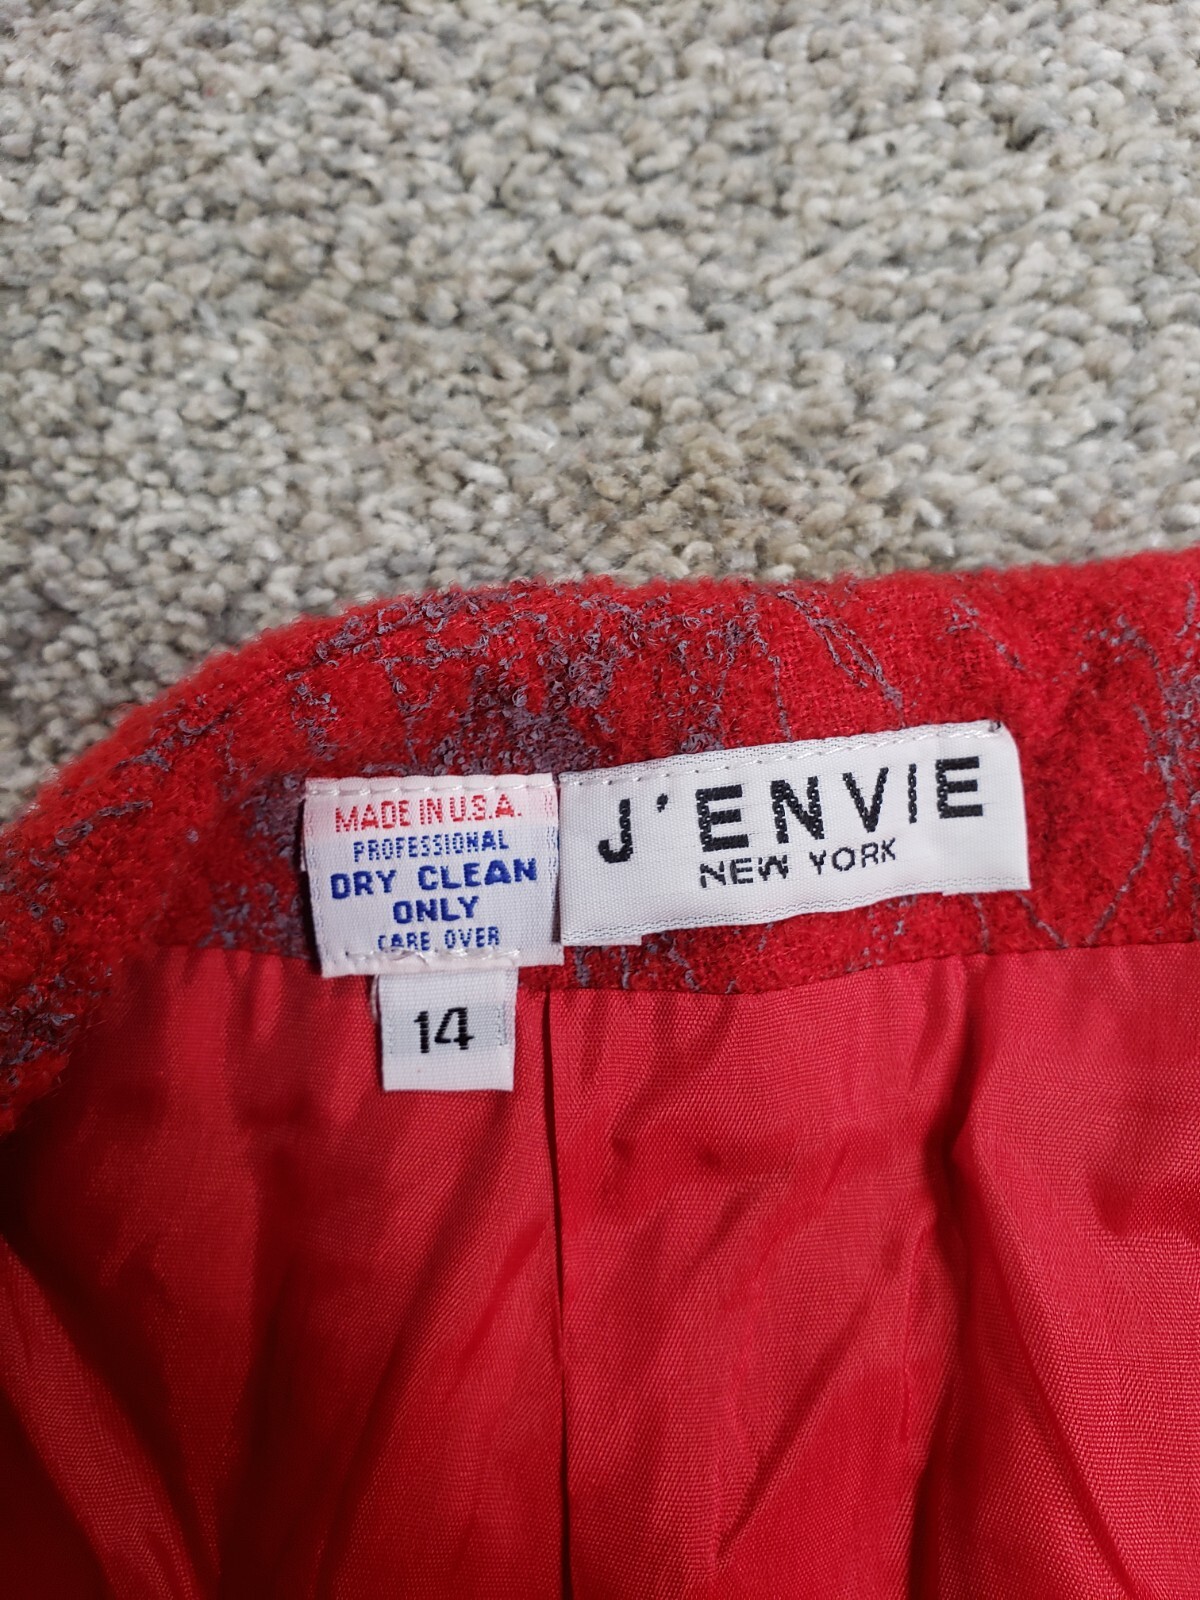 MADE IN U.S.A.
PROFESSIONAL
DRY CLEAN
ONLY
CARE OVER
14
J'ENVIE
NEW YORK